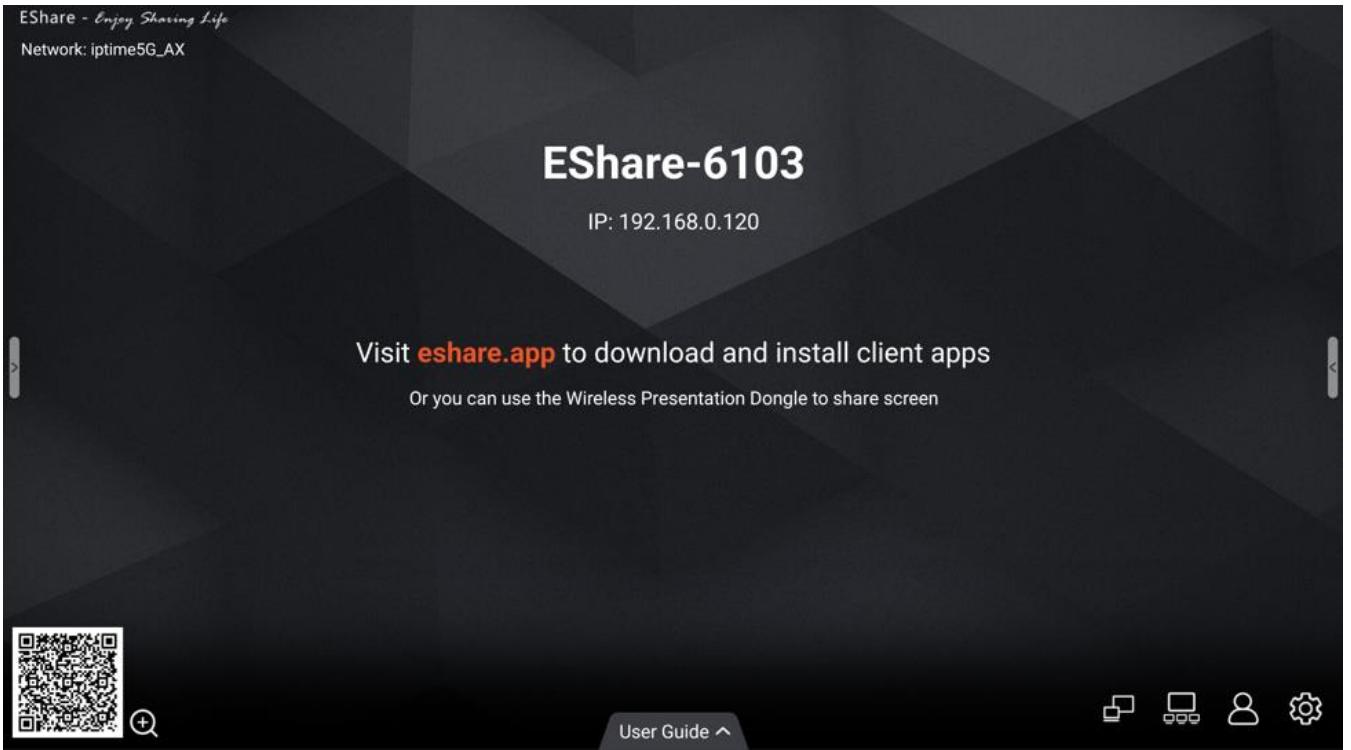 EShare - Enjoy Sharing Life
Network: iptime5G_AX
EShare-6103
IP: 192.168.0.120
Visit eshare.app to download and install client apps
Or you can use the Wireless Presentation Dongle to share screen
User Guide